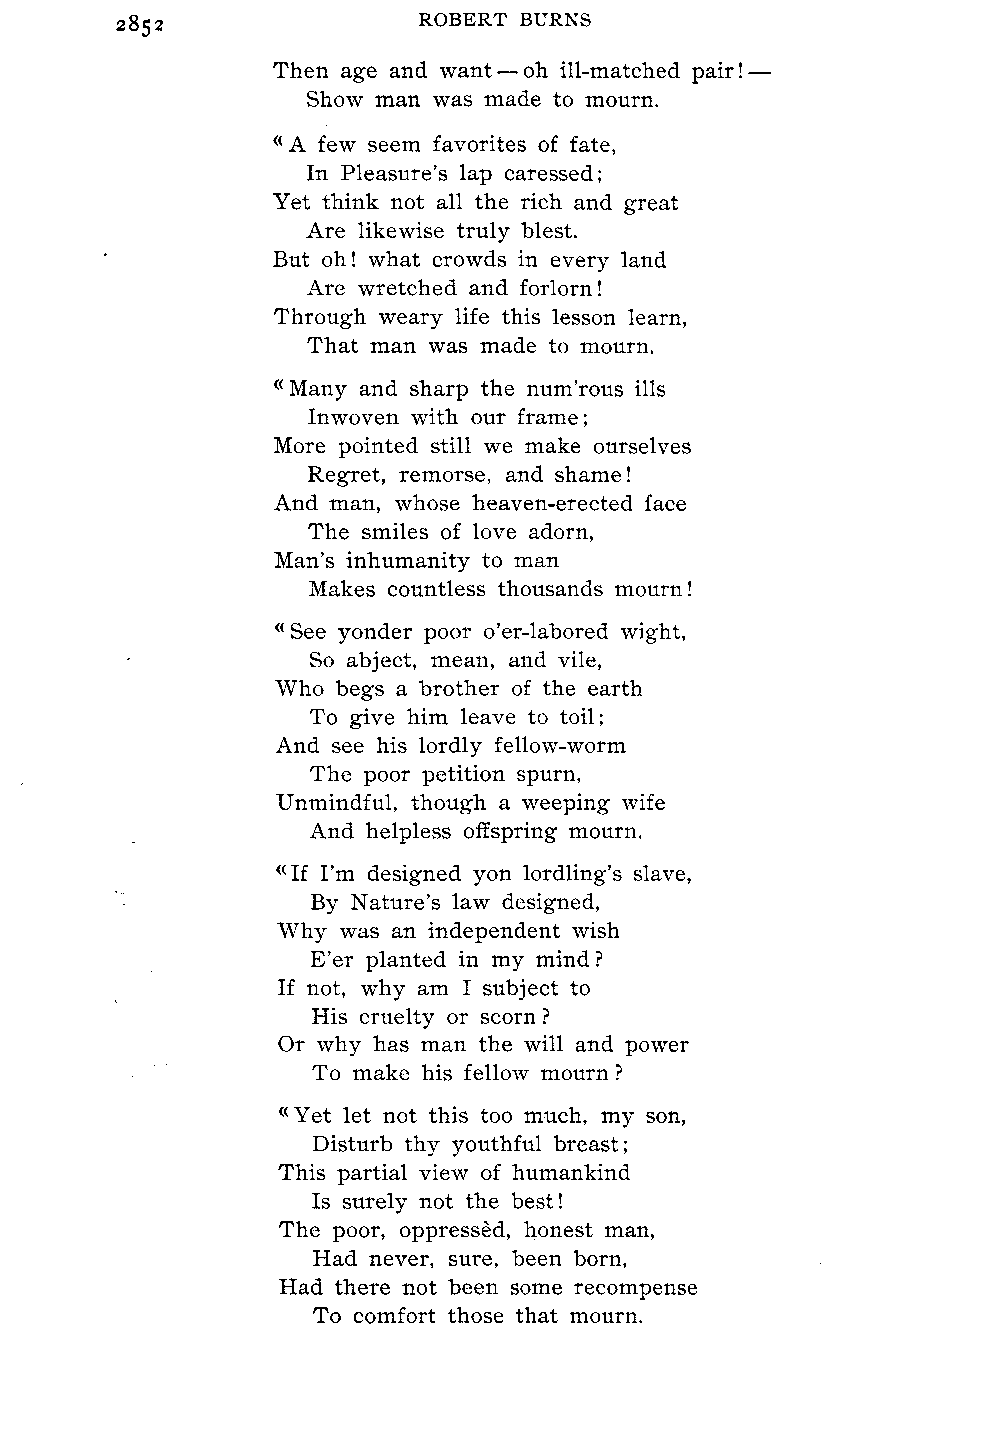 2852
ROBERT BURNS
Then age and want — oh ill-matched pair! —
Show man was made to mourn.
« A few seem favorites of fate,
In Pleasure's lap caressed;
Yet think not all the rich and great
Are likewise truly blest.
But oh! what crowds in every land
Are wretched and forlorn!
Through weary life this lesson learn,
That man was made to mourn.
« Many and sharp the num'rous ills
Inwoven with our frame;
More pointed still we make ourselves
Regret, remorse, and shame!
And man, whose heaven-erected face
The smiles of love adorn,
Man's inhumanity to man
Makes countless thousands mourn!
« See yonder poor o'er-labored wight,
So abject, mean, and vile,
Who begs a brother of the earth
To give him leave to toil;
And see his lordly fellow-worm
The poor petition spurn,
Unmindful, though a weeping wife
And helpless offspring mourn.
« If I'm designed yon lordling's slave,
By Nature's law designed,
Why was an independent wish
E'er planted in my mind?
If not, why am I subject to
His cruelty or scorn?
Or why has man the will and power
To make his fellow mourn?
« Yet let not this too much, my son,
Disturb thy youthful breast;
This partial view of humankind
Is surely not the best!
The poor, oppressèd, honest man,
Had never, sure, been born,
Had there not been some recompense
To comfort those that mourn.